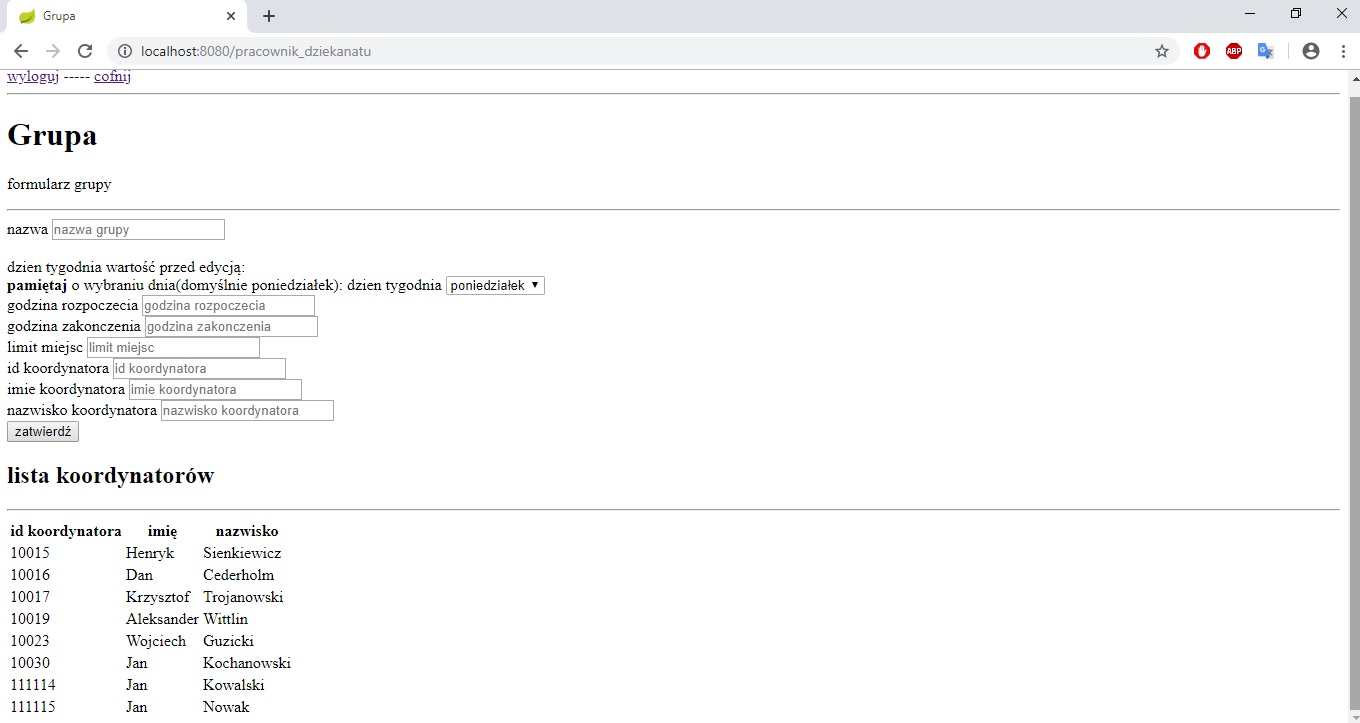 Grupa
localhost:8080/pracownik_dziekanatu
ABP
G
wyloguj ----- cofnij
Grupa
formularz grupy
nazwa nazwa grupy
dzien tygodnia wartość przed edycją:
pamiętaj o wybraniu dnia(domyślnie poniedziałek): dzien tygodnia poniedziałek
godzina rozpoczecia godzina rozpoczecia
godzina zakonczenia godzina zakonczenia
limit miejsc limit miejsc
id koordynatora id koordynatora
imie koordynatora imie koordynatora
nazwisko koordynatora nazwisko koordynatora
zatwierdź
lista koordynatorów
id koordynatora imię nazwisko
10015 Henryk Sienkiewicz
10016 Dan Cederholm
10017 Krzysztof Trojanowski
10019 Aleksander Wittlin
10023 Wojciech Guzicki
10030 Jan Kochanowski
111114 Jan Kowalski
111115 Jan Nowak